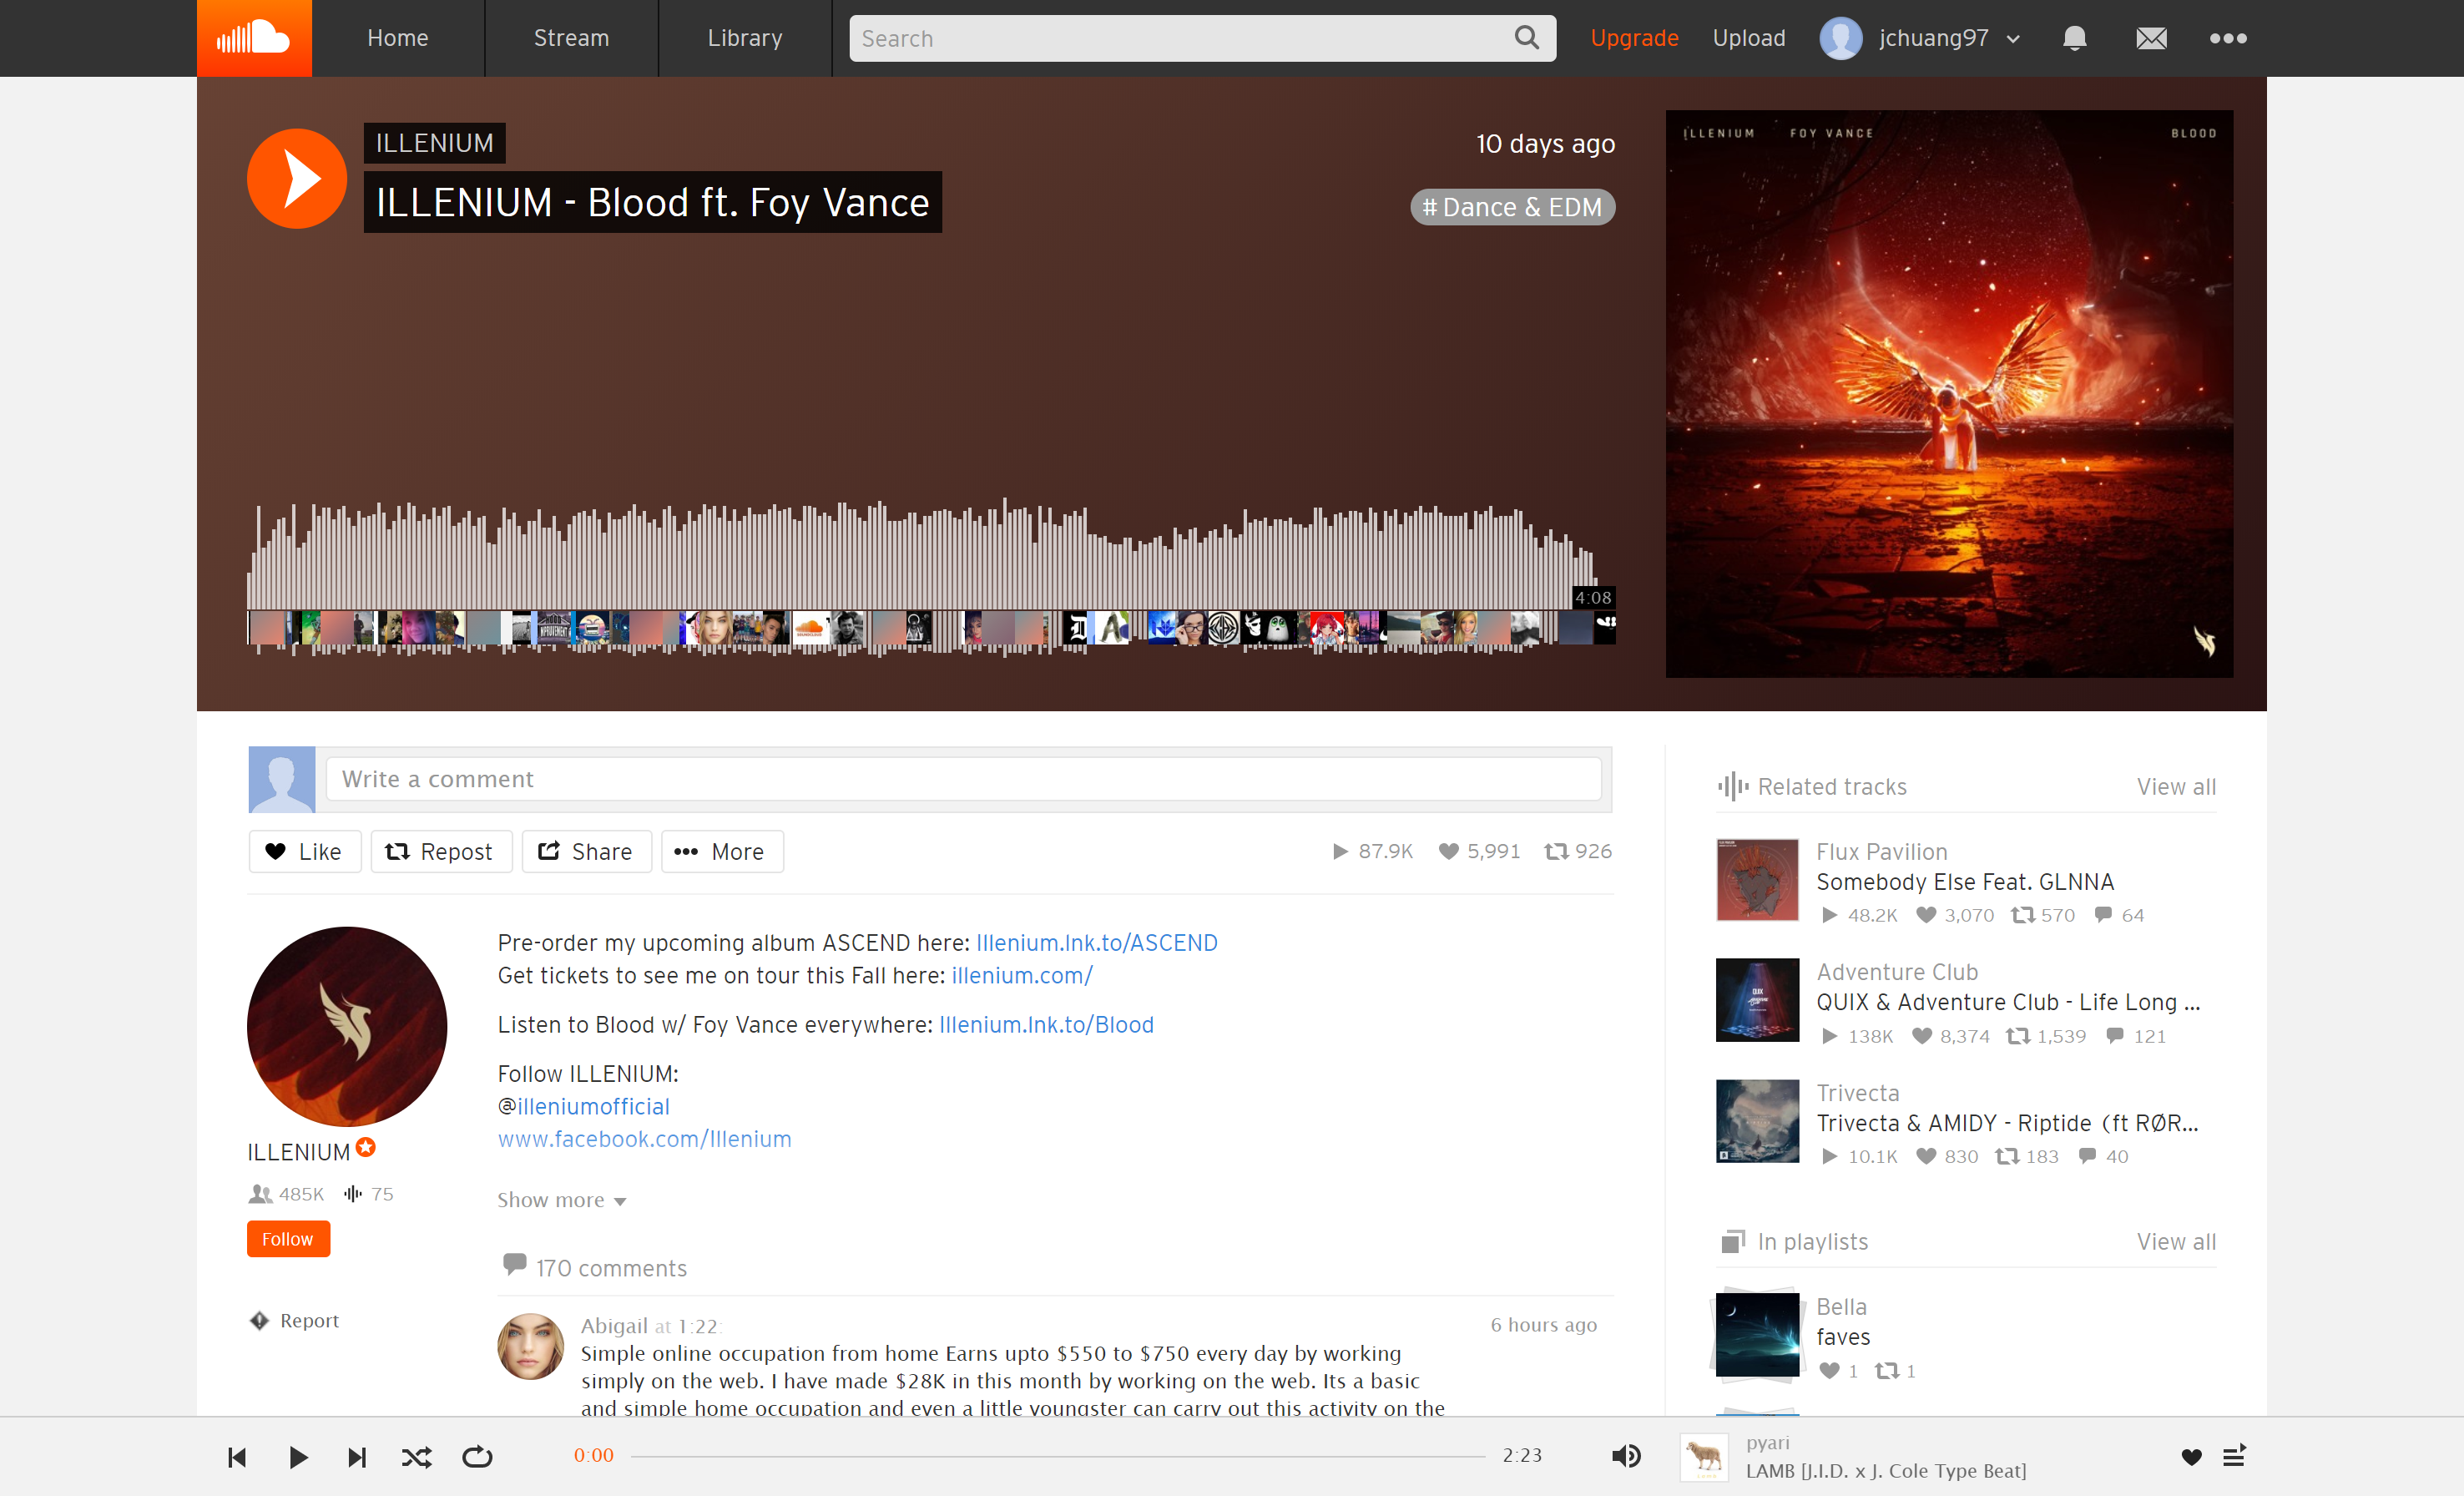 Home
Stream
Library
Search
Upgrade
Upload
jchuang97
ILLENIUM
ILLENIUM - Blood ft. Foy Vance
10 days ago
# Dance & EDM
ILLENIUM FOY VANCE BLOOD
4:08
Write a comment
Like
Repost
Share
More
87.9K
5,991
926
Pre-order my upcoming album ASCEND here: Illenium.lnk.to/ASCEND
Get tickets to see me on tour this Fall here: illenium.com/
Listen to Blood w/ Foy Vance everywhere: Illenium.lnk.to/Blood
Follow ILLENIUM:
@illeniumofficial
www.facebook.com/Illenium
Show more
ILLENIUM
485K
75
Follow
Report
170 comments
Abigail at 1:22:
6 hours ago
Simple online occupation from home Earns upto $550 to $750 every day by working
simply on the web. I have made $28K in this month by working on the web. Its a basic
and simple home occupation and even a little youngster can carry out this activity on the
Related tracks
View all
Flux Pavilion
Somebody Else Feat. GLNNA
48.2K 3,070 570 64
Adventure Club
QUIX & Adventure Club - Life Long ...
138K 8,374 1,539 121
Trivecta
Trivecta & AMIDY - Riptide (ft RØR...
10.1K 830 183 40
In playlists
View all
Bella
faves
1 1
0:00
2:23
pyari
LAMB [J.I.D. x J. Cole Type Beat]